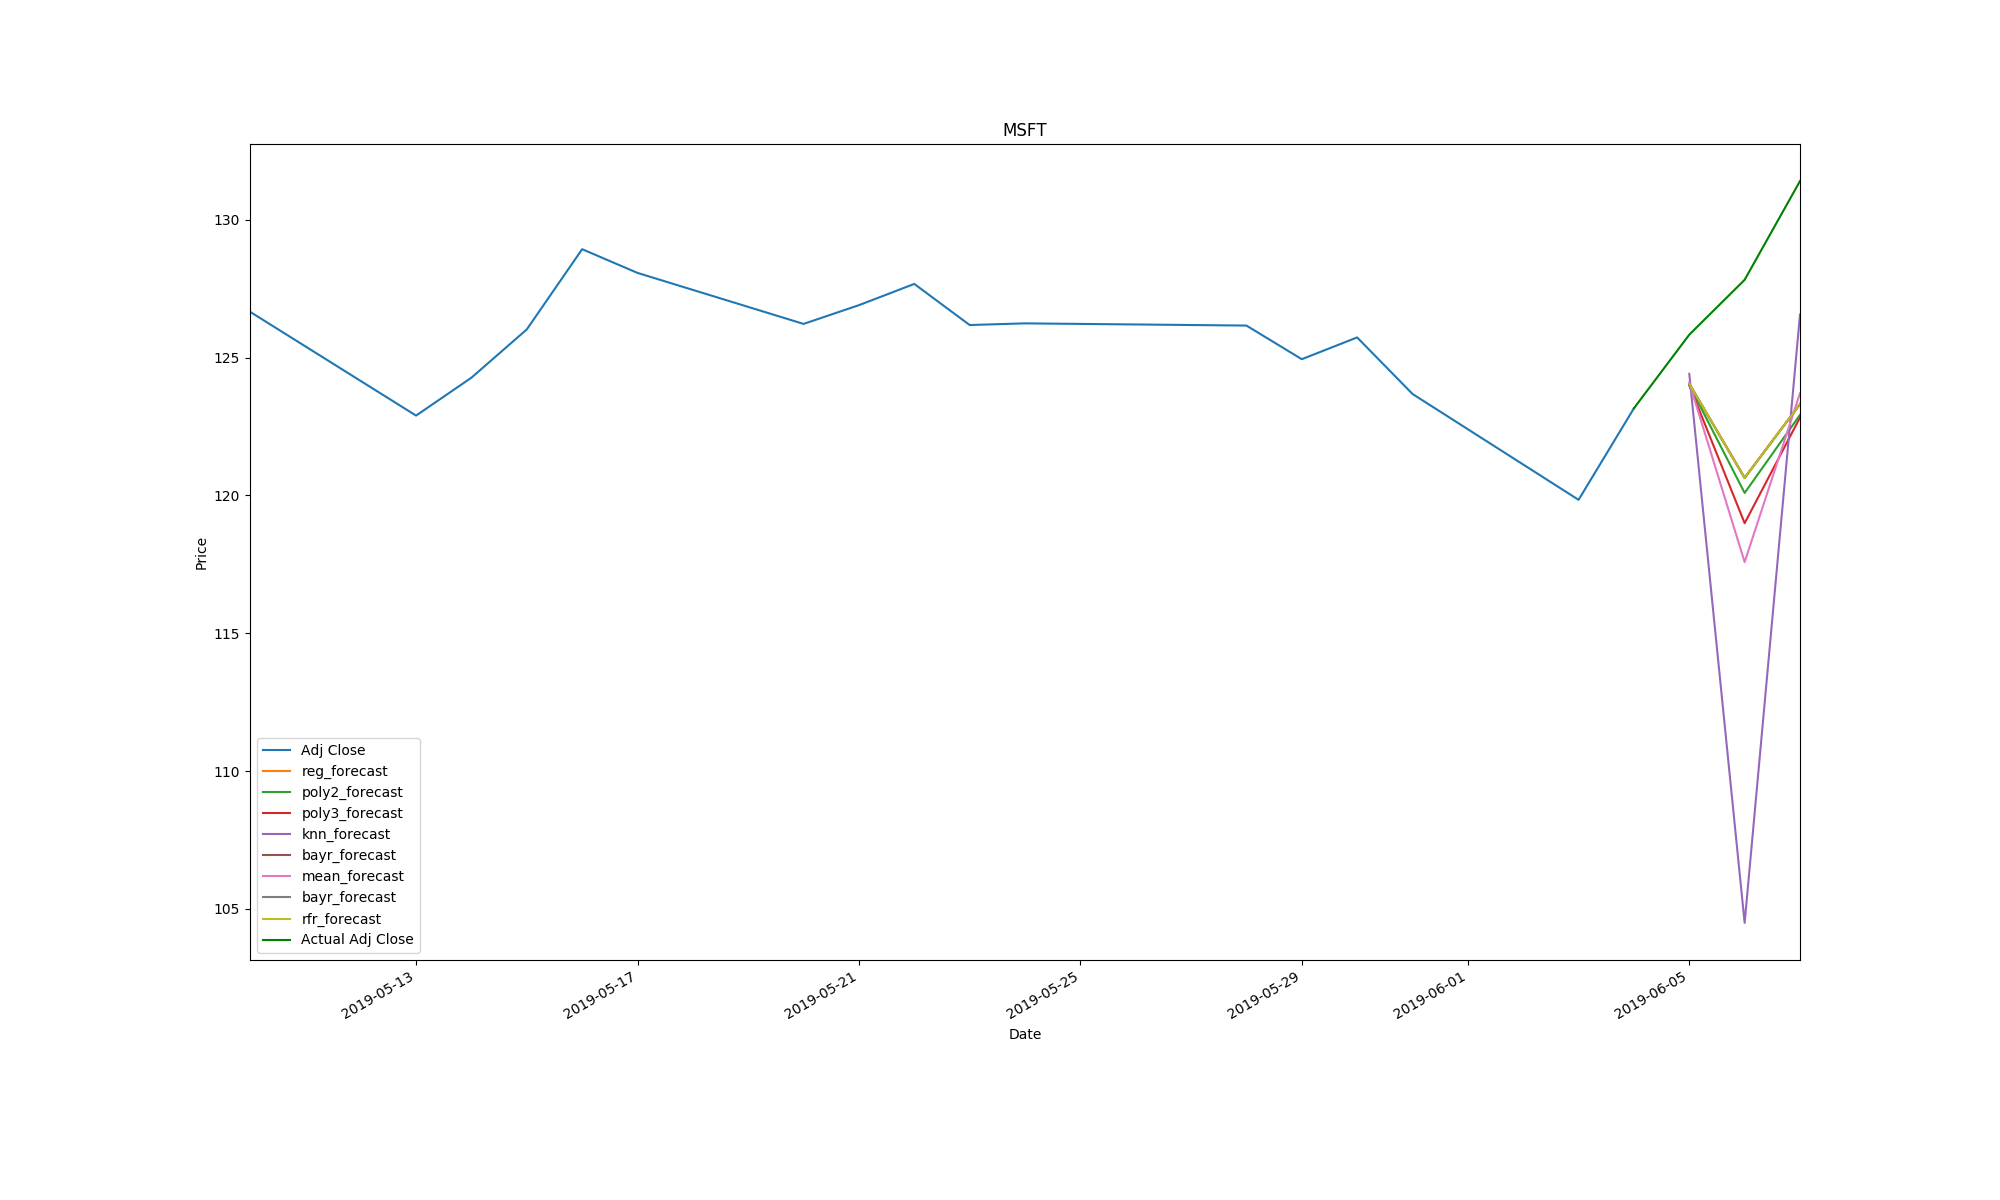 MSFT
130
125
120
115
110
105
Price
Adj Close
reg_forecast
poly2_forecast
poly3_forecast
knn_forecast
bayr_forecast
mean_forecast
bayr_forecast
rfr_forecast
Actual Adj Close
2019-05-13
2019-05-17
2019-05-21
2019-05-25
2019-05-29
2019-06-01
2019-06-05
Date